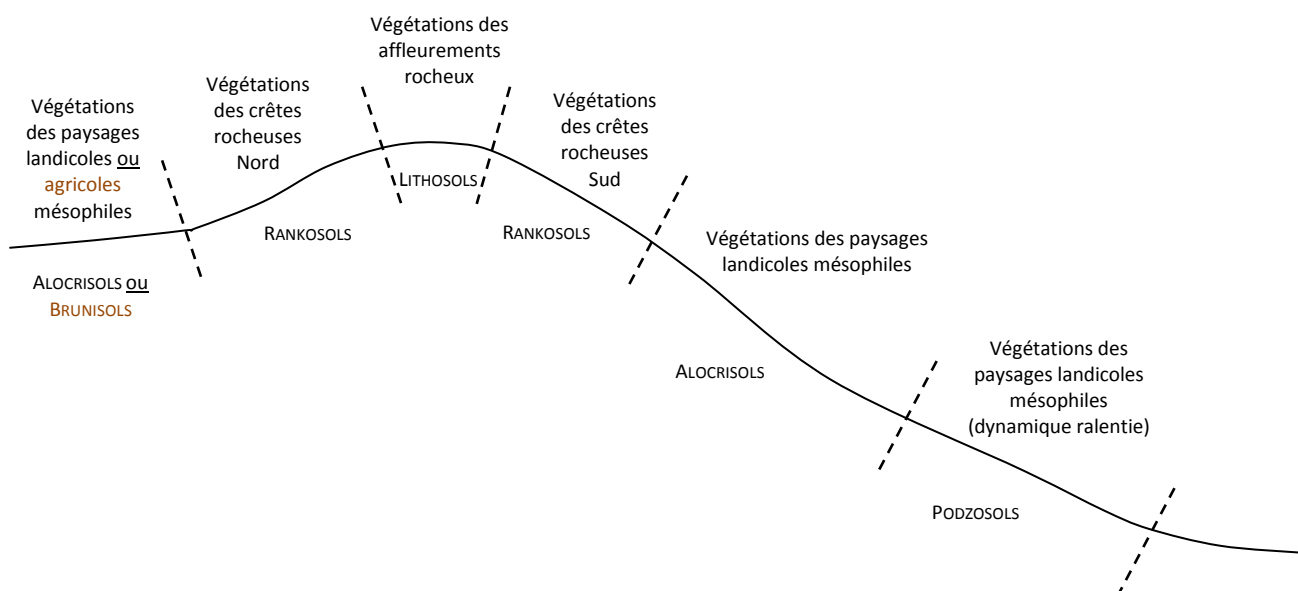 Végétations des
affleurements
rocheux
Végétations
des crêtes
rocheuses
Nord
Végétations
des paysages
landicoles ou
agricoles
mésophiles
Végétations
des crêtes
rocheuses
Sud
LITHOSOLS
RANKOSOLS
RANKOSOLS
Végétations des paysages
landicoles mésophiles
ALOCRISOLS ou
BRUNISOLS
Végétations des
paysages landicoles
mésophiles
(dynamique ralentie)
ALOCRISOLS
PODZOSOLS